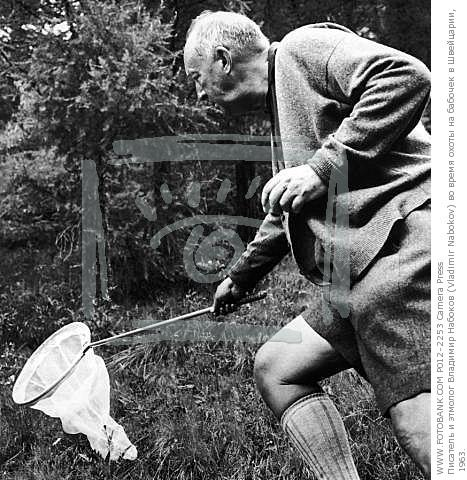 WWW. FOTOBANK.COM P012-2253 Camera Press
Писатель и этмолог Владимир Набоков (Vladimir Nabokov) во время охоты на бабочек в Швейцарии,
1963.